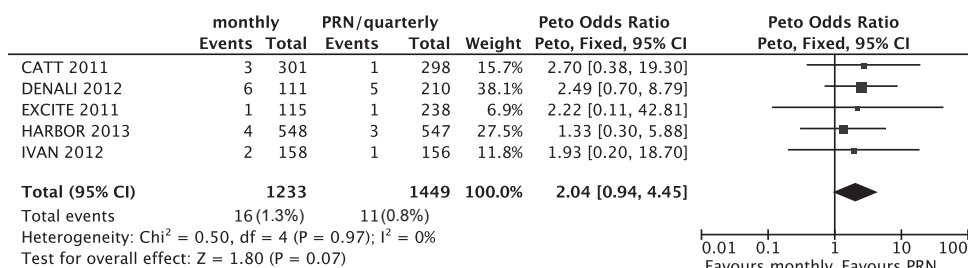 monthly PRN/quarterly Peto Odds Ratio Peto Odds Ratio
Events Total Events Total Weight Peto, Fixed, 95% CI Peto, Fixed, 95% CI
CATT 2011 3 301 1 298 15.7% 2.70 [0.38, 19.30]
DENALI 2012 6 111 5 210 38.1% 2.49 [0.70, 8.79]
EXCITE 2011 1 115 1 238 6.9% 2.22 [0.11, 42.81]
HARBOR 2013 4 548 3 547 27.5% 1.33 [0.30, 5.88]
IVAN 2012 2 158 1 156 11.8% 1.93 [0.20, 18.70]
Total (95% CI) 1233 1449 100.0% 2.04 [0.94, 4.45]
Total events 16(1.3%) 11(0.8%)
Heterogeneity: Chi² = 0.50, df = 4 (P = 0.97); I² = 0%
Test for overall effect: Z = 1.80 (P = 0.07)
0.01 0.1 1 10 100
Favours monthly Favours PRN